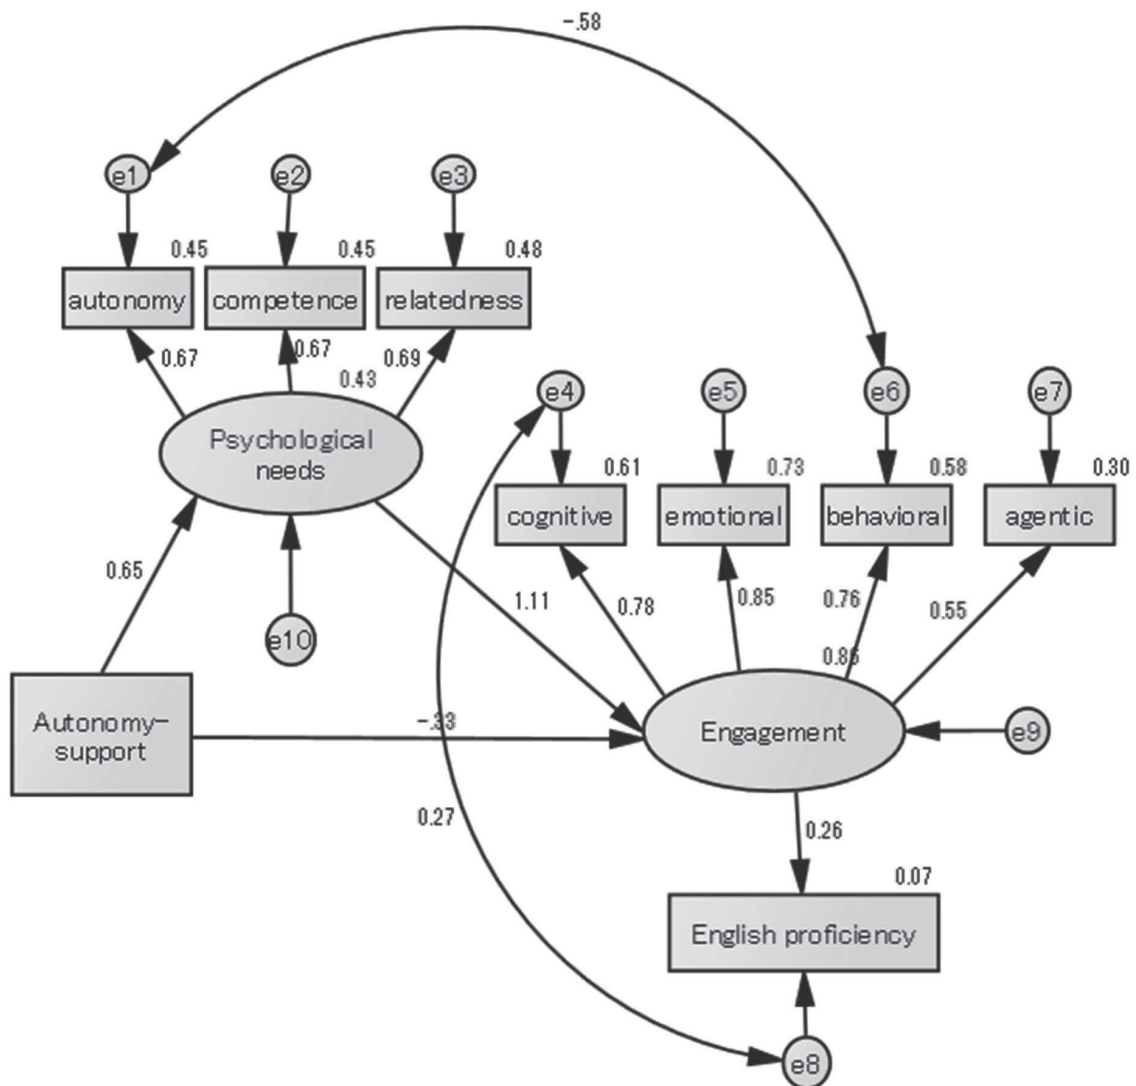 -.58
e1
e2
e3
0.45
0.45
0.48
autonomy
competence
relatedness
0.67
0.67
0.69
0.43
e4
e5
e6
e7
Psychological
needs
0.61
0.73
0.58
0.30
cognitive
emotional
behavioral
agentic
0.65
1.11
0.78
0.85
0.76
0.55
e10
0.86
Autonomy-
support
-.33
Engagement
e9
0.27
0.26
0.07
English proficiency
e8